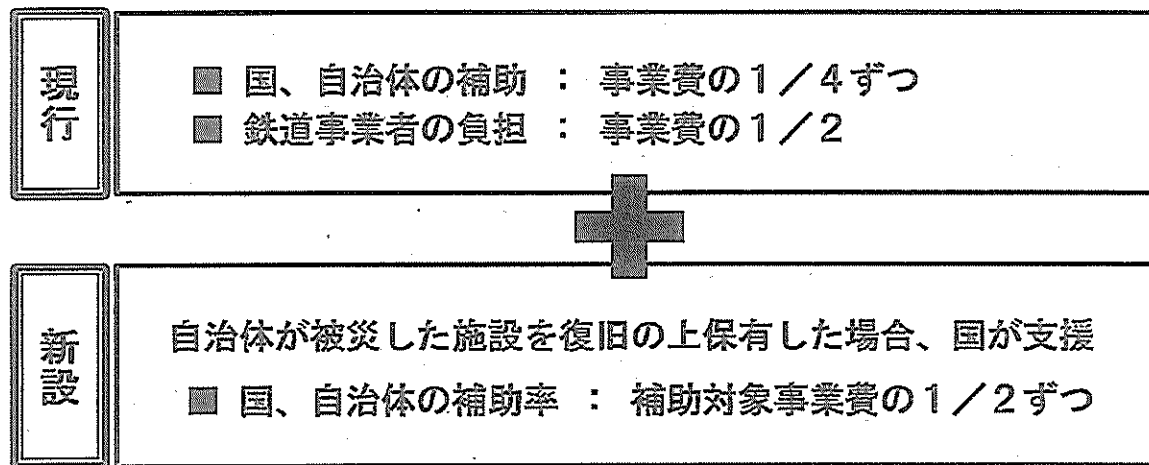 現行
■ 国、自治体の補助 ： 事業費の１／４ずつ
■ 鉄道事業者の負担 ： 事業費の１／２
新設
自治体が被災した施設を復旧の上保有した場合、国が支援
■ 国、自治体の補助率 ： 補助対象事業費の１／２ずつ